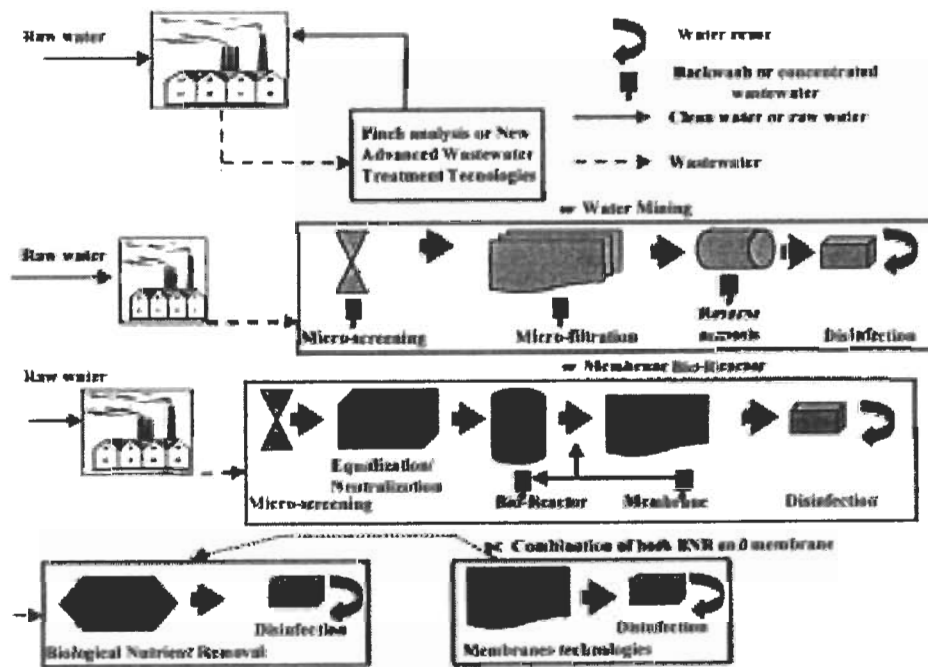 Raw water
Water reuse
Backwash or concentrated
wastewater
Clean water or raw water
Wastewater
Pinch analysis or New
Advanced Wastewater
Treatment Tecnologies
or Water Mining
Raw water
Micro-screening
Micro-filtration
Reverse
osmosis
Disinfection
or Membrane Bio-Reactor
Raw water
Equalization/
Neutralization
Micro-screening
Bio-Reactor
Membrane
Disinfection
or Combination of both BNR and membrane
Disinfection
Biological Nutrient Removal:
Disinfection
Membranes technologies